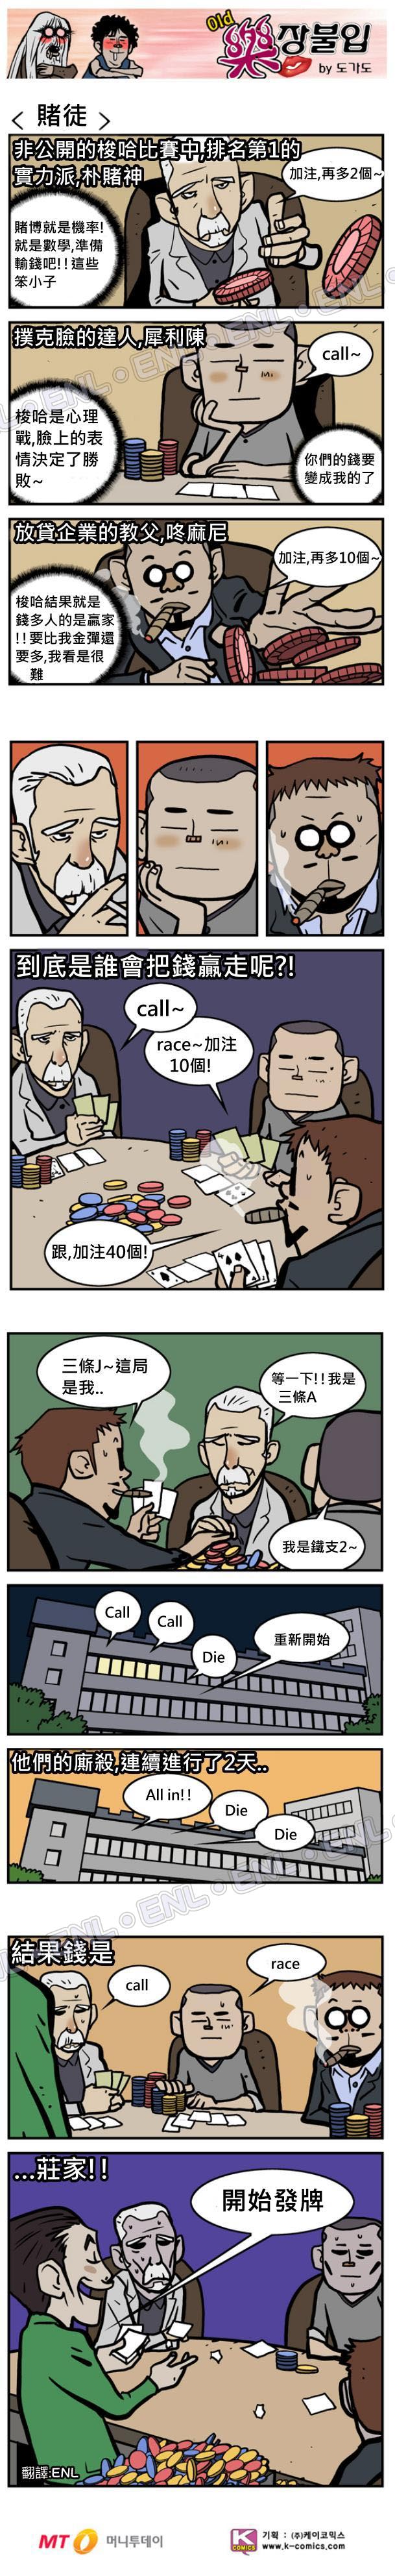 Old
樂장불입
by 도가도
< 賭徒 >
非公開的梭哈比賽中,排名第1的
實力派,朴賭神
加注,再多2個~
賭博就是機率!
就是數學,準備
輸錢吧!!這些
笨小子
撲克臉的達人,犀利陳
call~
梭哈是心理
戰,臉上的表
情決定了勝
敗~
你們的錢要
變成我的了
放貸企業的教父,咚麻尼
加注,再多10個~
梭哈結果就是
錢多人的是贏家
!!要比我金彈還
要多,我看是很
難
到底是誰會把錢贏走呢?!
call~
race~加注
10個!
跟,加注40個!
三條J~這局
是我..
等一下!!我是
三條A
我是鐵支2~
Call
Call
Die
重新開始
他們的廝殺,連續進行了2天..
All in!!
Die
Die
結果錢是
call
race
...莊家!!
開始發牌
翻譯:ENL
MT 머니투데이
K COMICS
기획 : (주)케이코믹스
www.k-comics.com
ENL ENL ENL ENL
ENL ENL ENL ENL